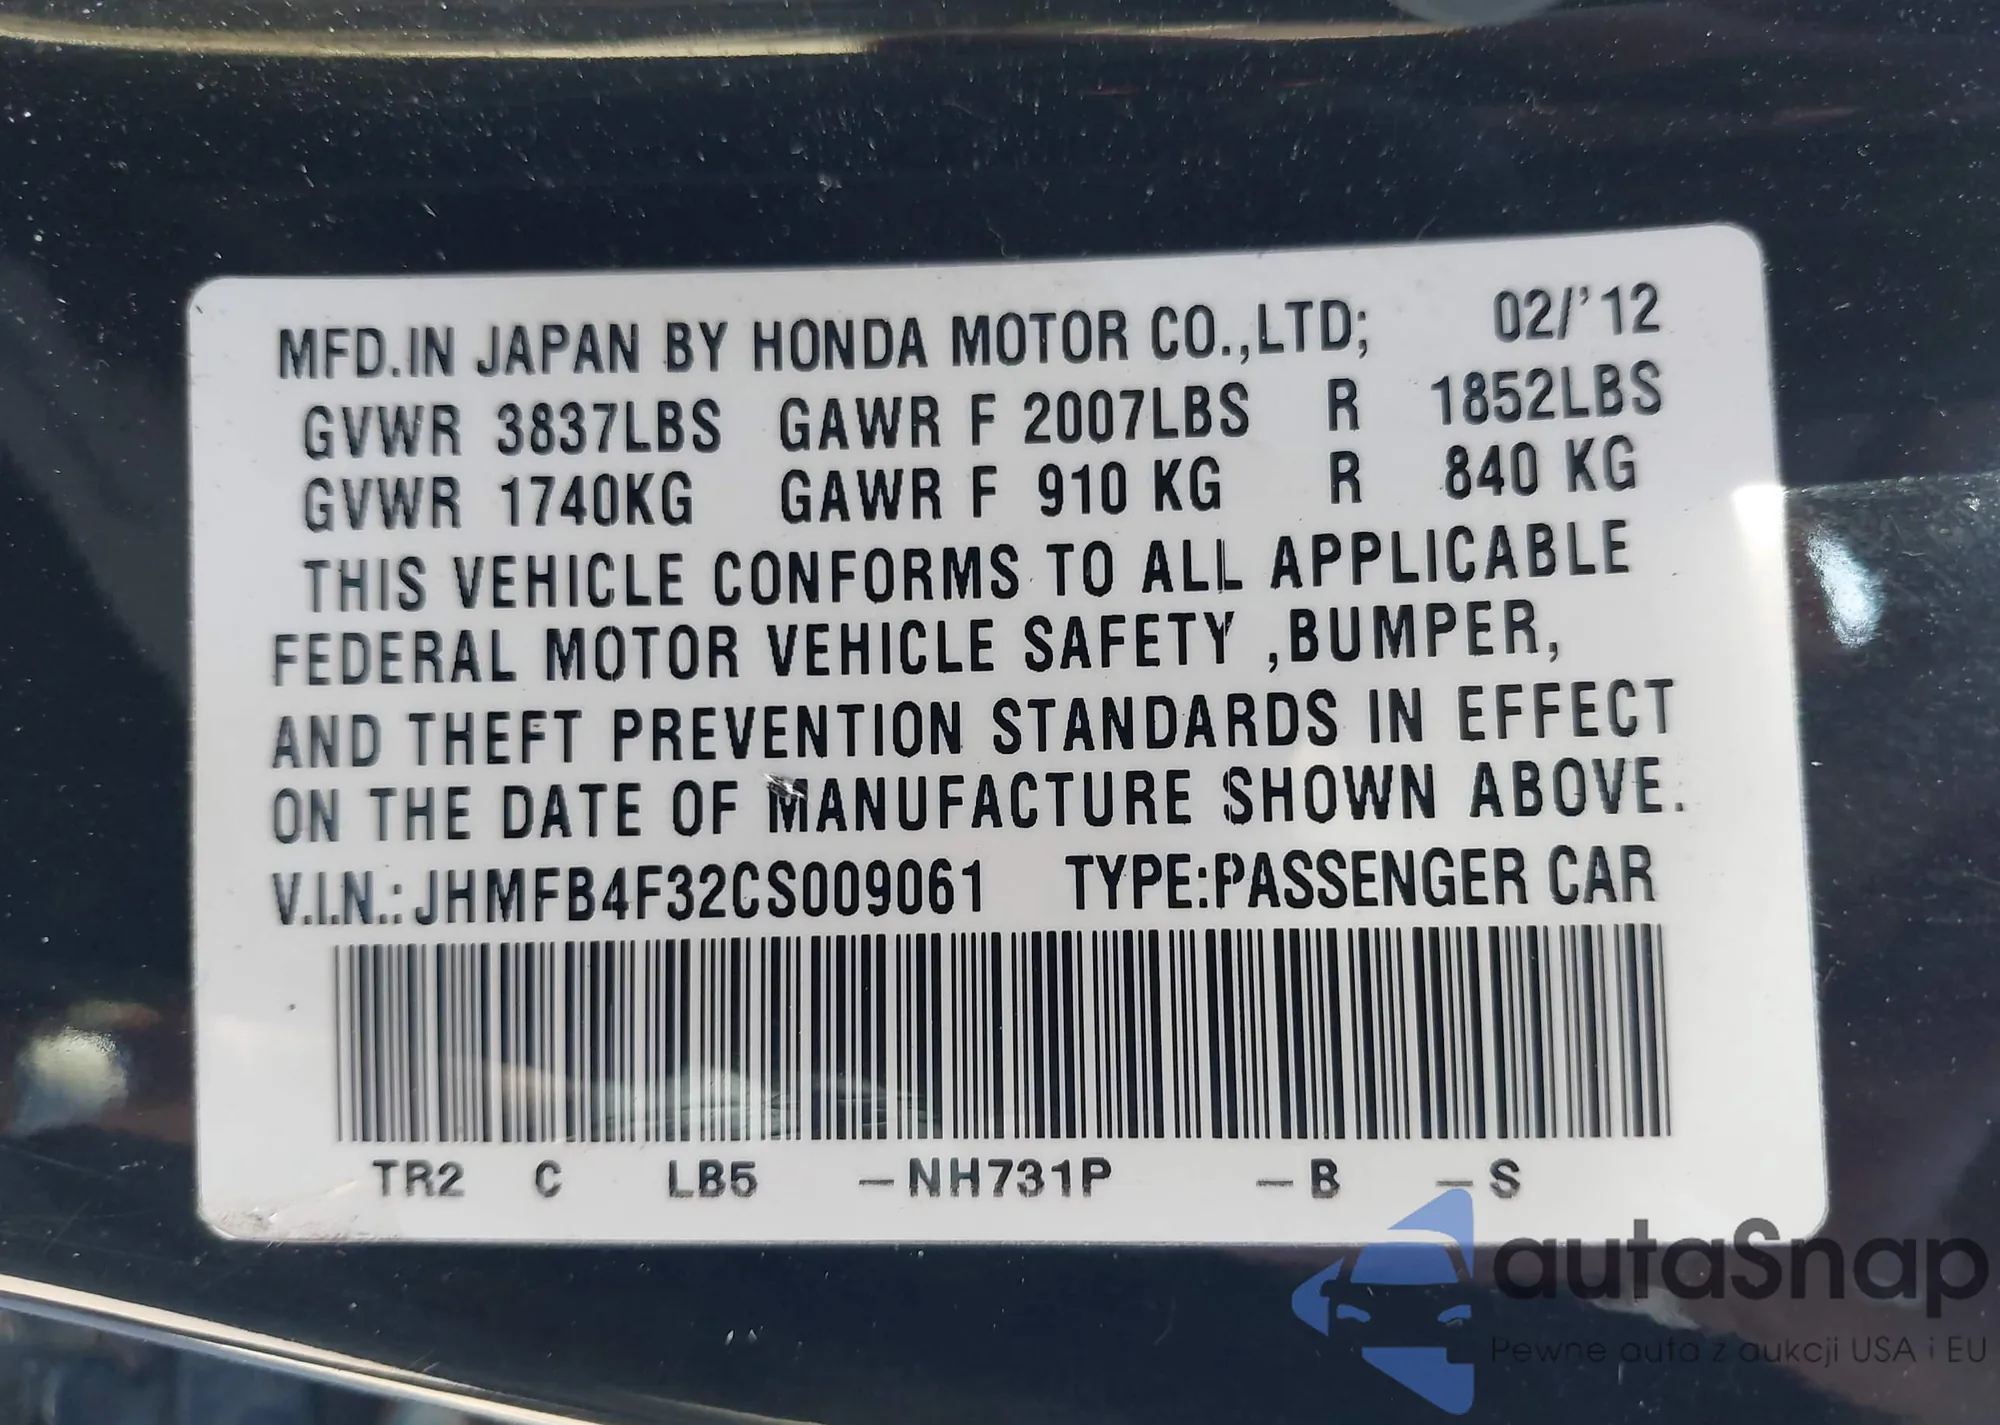 MFD.IN JAPAN BY HONDA MOTOR CO.,LTD; 02/'12
GVWR 3837LBS GAWR F 2007LBS R 1852LBS
GVWR 1740KG GAWR F 910 KG R 840 KG
THIS VEHICLE CONFORMS TO ALL APPLICABLE
FEDERAL MOTOR VEHICLE SAFETY ,BUMPER,
AND THEFT PREVENTION STANDARDS IN EFFECT
ON THE DATE OF MANUFACTURE SHOWN ABOVE.
V.I.N.: JHMFB4F32CS009061 TYPE:PASSENGER CAR
TR2 C LB5 –NH731P –B –S
autaSnap
Pewne auta z aukcji USA i EU